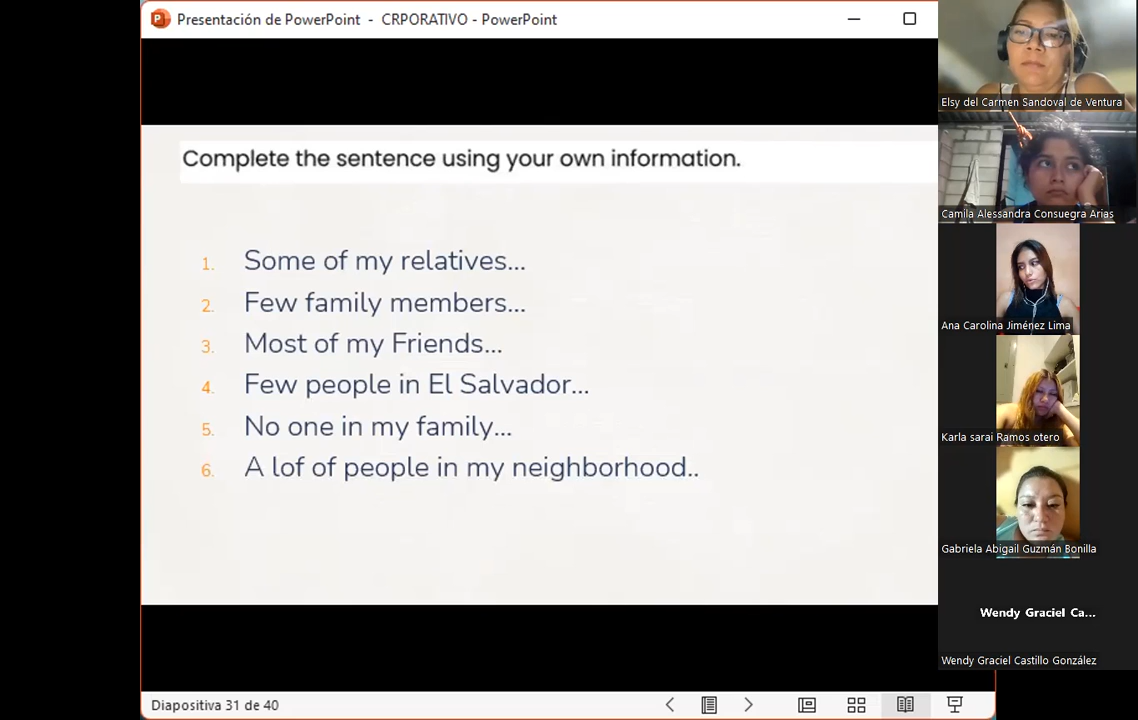 Presentación de PowerPoint - CRPORATIVO - PowerPoint
Complete the sentence using your own information.
1. Some of my relatives...
2. Few family members...
3. Most of my Friends...
4. Few people in El Salvador...
5. No one in my family...
6. A lof of people in my neighborhood..
Diapositiva 31 de 40
Elsy del Carmen Sandoval de Ventura
Camila Alessandra Consuegra Arias
Ana Carolina Jiménez Lima
Karla sarai Ramos otero
Gabriela Abigail Guzmán Bonilla
Wendy Graciel Ca...
Wendy Graciel Castillo González